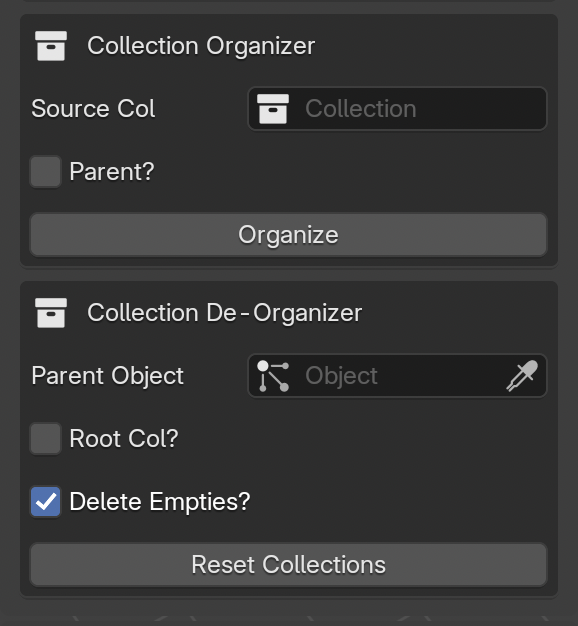 Collection Organizer
Source Col Collection
Parent?
Organize
Collection De-Organizer
Parent Object Object
Root Col?
Delete Empties?
Reset Collections